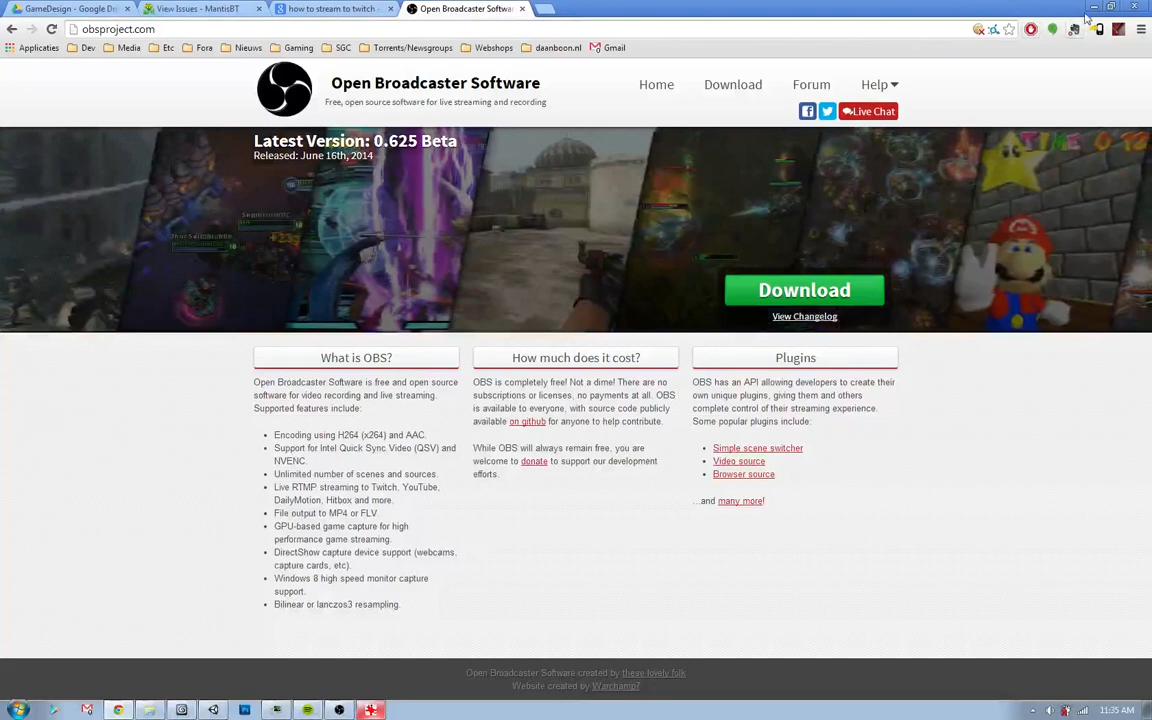 GameDesign - Google Dri
View Issues - MantisBT
how to stream to twitch
Open Broadcaster Softwa
obsproject.com
Applicaties
Dev
Media
Etc
Fora
Nieuws
Gaming
SGC
Torrents/Newsgroups
Webshops
daanboon.nl
Gmail
Open Broadcaster Software
Free, open source software for live streaming and recording
Home
Download
Forum
Help
Live Chat
Latest Version: 0.625 Beta
Released: June 16th, 2014
TIME 0 12
Download
View Changelog
What is OBS?
Open Broadcaster Software is free and open source
software for video recording and live streaming.
Supported features include:
Encoding using H264 (x264) and AAC.
Support for Intel Quick Sync Video (QSV) and
NVENC.
Unlimited number of scenes and sources.
Live RTMP streaming to Twitch, YouTube,
DailyMotion, Hitbox and more.
File output to MP4 or FLV.
GPU-based game capture for high
performance game streaming.
DirectShow capture device support (webcams,
capture cards, etc).
Windows 8 high speed monitor capture
support.
Bilinear or lanczos3 resampling.
How much does it cost?
OBS is completely free! Not a dime! There are no
subscriptions or licenses, no payments at all. OBS
is available to everyone, with source code publicly
available on github for anyone to help contribute.
While OBS will always remain free, you are
welcome to donate to support our development
efforts.
Plugins
OBS has an API allowing developers to create their
own unique plugins, giving them and others
complete control of their streaming experience.
Some popular plugins include:
Simple scene switcher
Video source
Browser source
...and many more!
Open Broadcaster Software created by these lovely folk
Website created by Warchamp7
11:35 AM